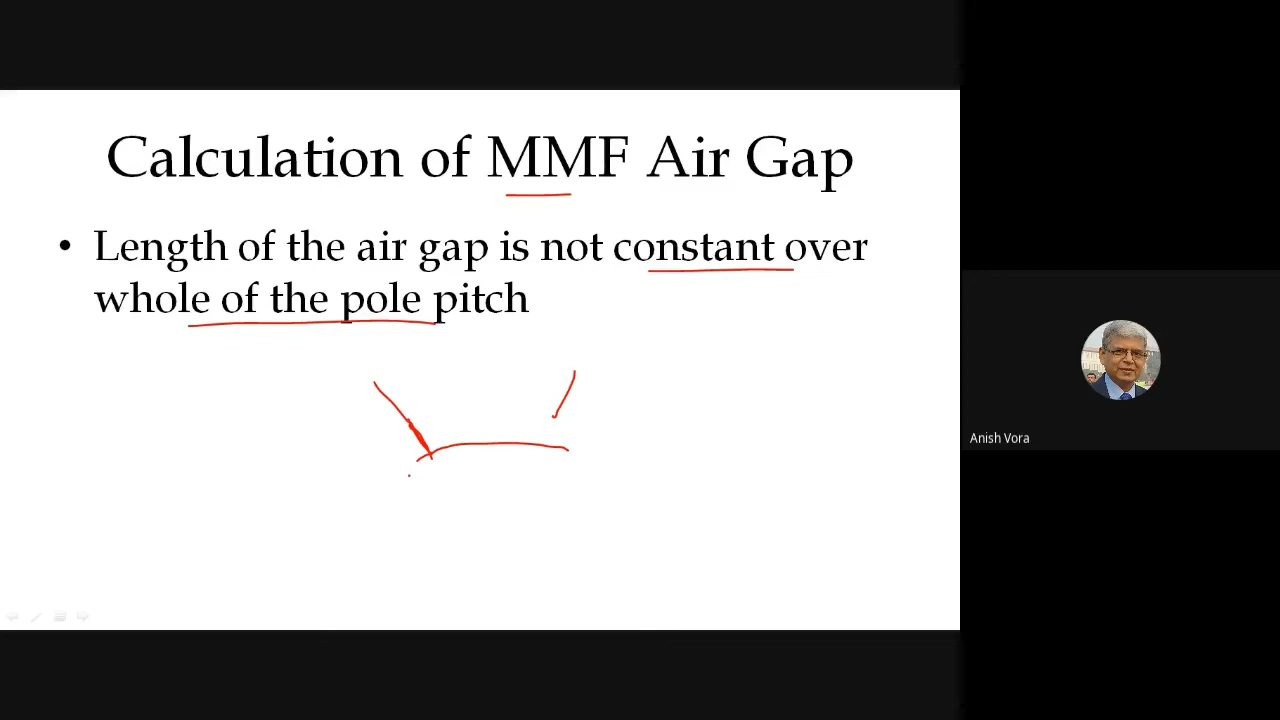 Calculation of MMF Air Gap
• Length of the air gap is not constant over
whole of the pole pitch
Anish Vora